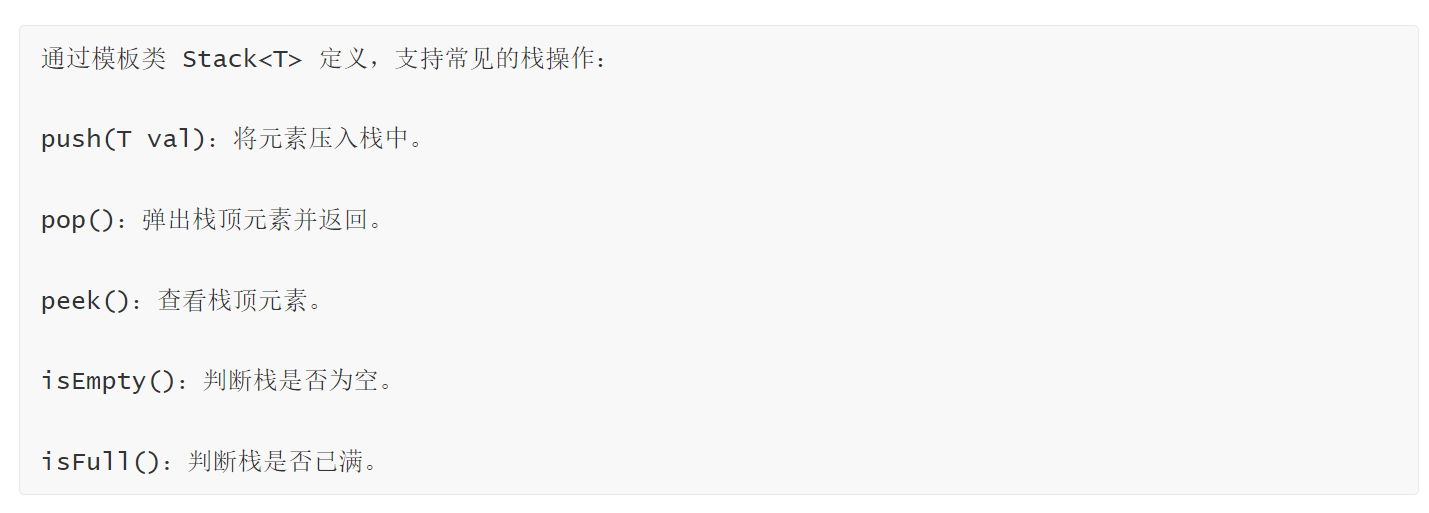 通过模板类 Stack<T> 定义，支持常见的栈操作：
push(T val)：将元素压入栈中。
pop()：弹出栈顶元素并返回。
peek()：查看栈顶元素。
isEmpty()：判断栈是否为空。
isFull()：判断栈是否已满。